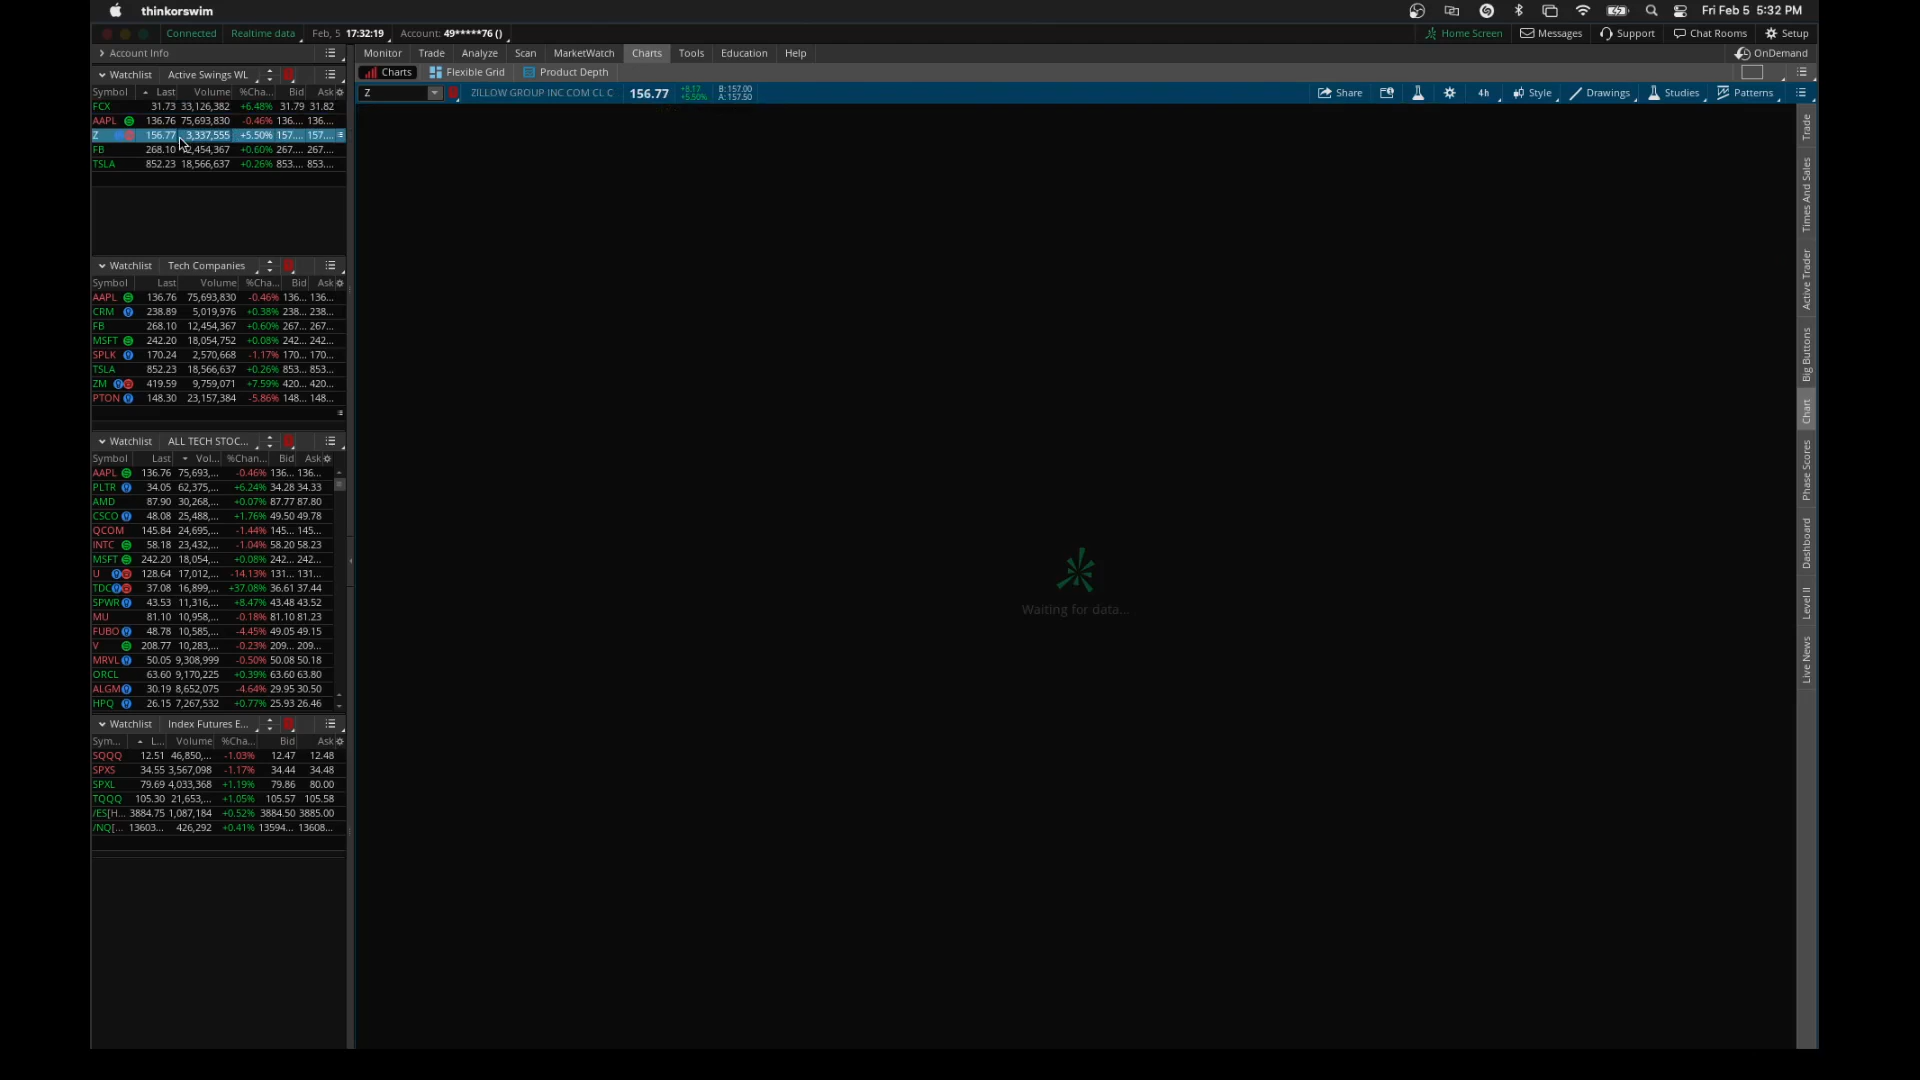 thinkorswim Fri Feb 5 5:32 PM
Connected Realtime data Feb, 5 17:32:19 Account: 49*****76 () Home Screen Messages Support Chat Rooms Setup
Account Info Monitor Trade Analyze Scan MarketWatch Charts Tools Education Help OnDemand
Charts Flexible Grid Product Depth
Watchlist Active Swings WL
Z ZILLOW GROUP INC COM CL C 156.77 +8.17 +5.50% B: 157.00 A: 157.50 Share 4h Style Drawings Studies Patterns
Symbol Last Volume %Cha... Bid Ask
FCX 31.73 33,126,382 +6.48% 31.79 31.82
AAPL 136.76 75,693,830 -0.46% 136.... 136....
Z 156.77 3,337,555 +5.50% 157.... 157....
FB 268.10 12,454,367 +0.60% 267.... 267....
TSLA 852.23 18,566,637 +0.26% 853.... 853....
Watchlist Tech Companies
Symbol Last Volume %Cha... Bid Ask
AAPL 136.76 75,693,830 -0.46% 136... 136...
CRM 238.89 5,019,976 +0.38% 238... 238...
FB 268.10 12,454,367 +0.60% 267... 267...
MSFT 242.20 18,054,752 +0.08% 242... 242...
SPLK 170.24 2,570,668 -1.17% 170... 170...
TSLA 852.23 18,566,637 +0.26% 853... 853...
ZM 419.59 9,759,071 +7.59% 420... 420...
PTON 148.30 23,157,384 -5.86% 148... 148...
Watchlist ALL TECH STOC...
Symbol Last Vol... %Chan... Bid Ask
AAPL 136.76 75,693,... -0.46% 136... 136...
PLTR 34.05 62,375,... +6.24% 34.28 34.33
AMD 87.90 30,268,... +0.07% 87.77 87.80
CSCO 48.08 25,488,... +1.76% 49.50 49.78
QCOM 145.84 24,695,... -1.44% 145... 145...
INTC 58.18 23,432,... -1.04% 58.20 58.23
MSFT 242.20 18,054,... +0.08% 242... 242...
U 128.64 17,012,... -14.13% 131... 131...
TDC 37.08 16,899,... +37.08% 36.61 37.44
SPWR 43.53 11,316,... +8.47% 43.48 43.52
MU 81.10 10,958,... -0.18% 81.10 81.23
FUBO 48.78 10,585,... -4.45% 49.05 49.15
V 208.77 10,283,... -0.23% 209... 209...
MRVL 50.05 9,308,999 -0.50% 50.08 50.18
ORCL 63.60 9,170,225 +0.39% 63.60 63.80
ALGM 30.19 8,652,075 -4.64% 29.95 30.50
HPQ 26.15 7,267,532 +0.77% 25.93 26.46
Watchlist Index Futures E...
Sym... L... Volume %Cha... Bid Ask
SQQQ 12.51 46,850,... -1.03% 12.47 12.48
SPXS 34.55 3,567,098 -1.17% 34.44 34.48
SPXL 79.69 4,033,368 +1.19% 79.86 80.00
TQQQ 105.30 21,653,... +1.05% 105.57 105.58
/ES[H... 3884.75 1,087,184 +0.52% 3884.50 3885.00
/NQ[... 13603... 426,292 +0.41% 13594... 13608...
Waiting for data...
Trade
Times And Sales
Active Trader
Big Buttons
Chart
Phase Scores
Dashboard
Level II
Live News